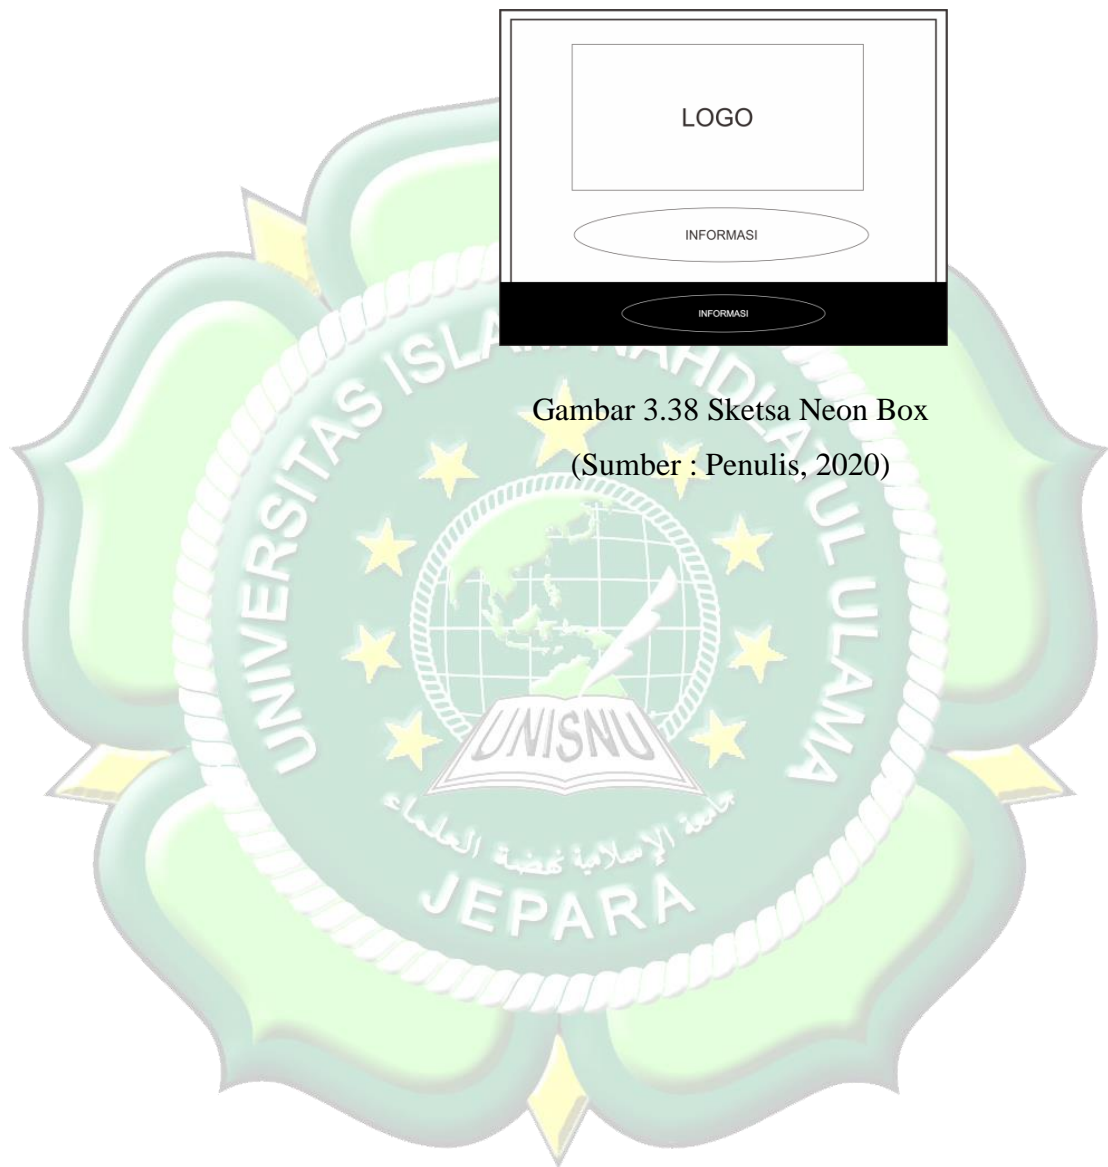 LOGO
INFORMASI
INFORMASI
Gambar 3.38 Sketsa Neon Box
(Sumber : Penulis, 2020)
UNIVERSITAS ISLAM NAHDLATUL ULAMA
UNISNU
JEPARA